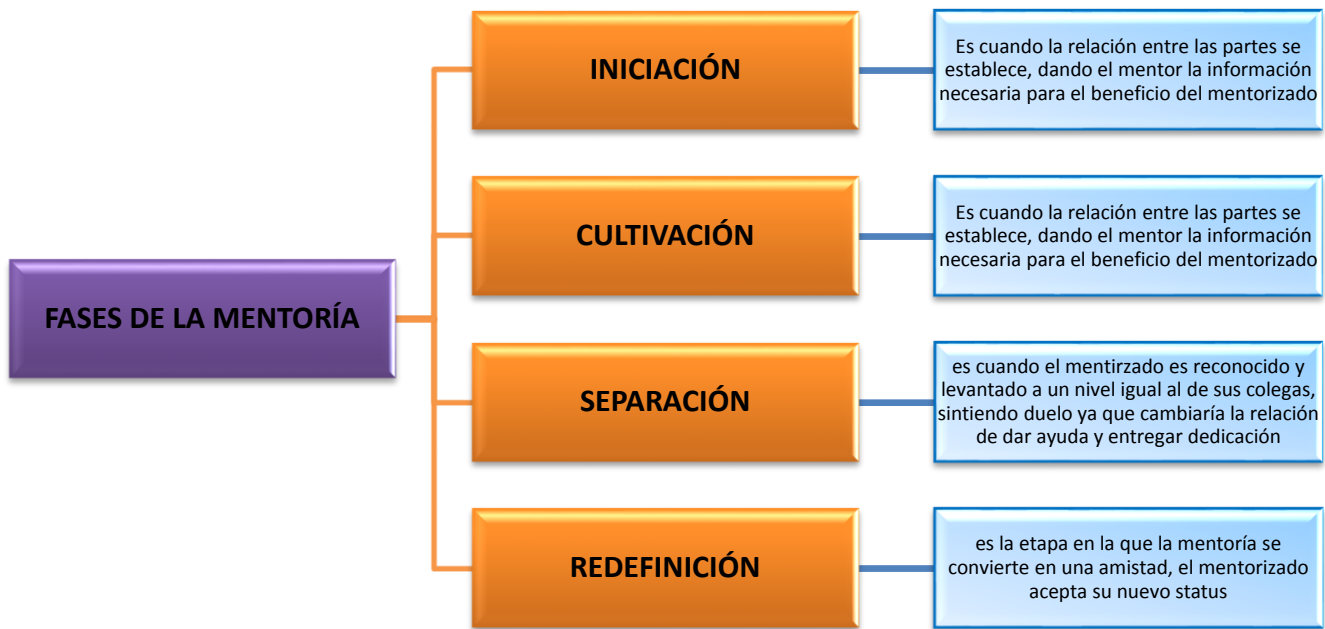 FASES DE LA MENTORÍA
INICIACIÓN
Es cuando la relación entre las partes se
establece, dando el mentor la información
necesaria para el beneficio del mentorizado
CULTIVACIÓN
Es cuando la relación entre las partes se
establece, dando el mentor la información
necesaria para el beneficio del mentorizado
SEPARACIÓN
es cuando el mentirzado es reconocido y
levantado a un nivel igual al de sus colegas,
sintiendo duelo ya que cambiaría la relación
de dar ayuda y entregar dedicación
REDEFINICIÓN
es la etapa en la que la mentoría se
convierte en una amistad, el mentorizado
acepta su nuevo status